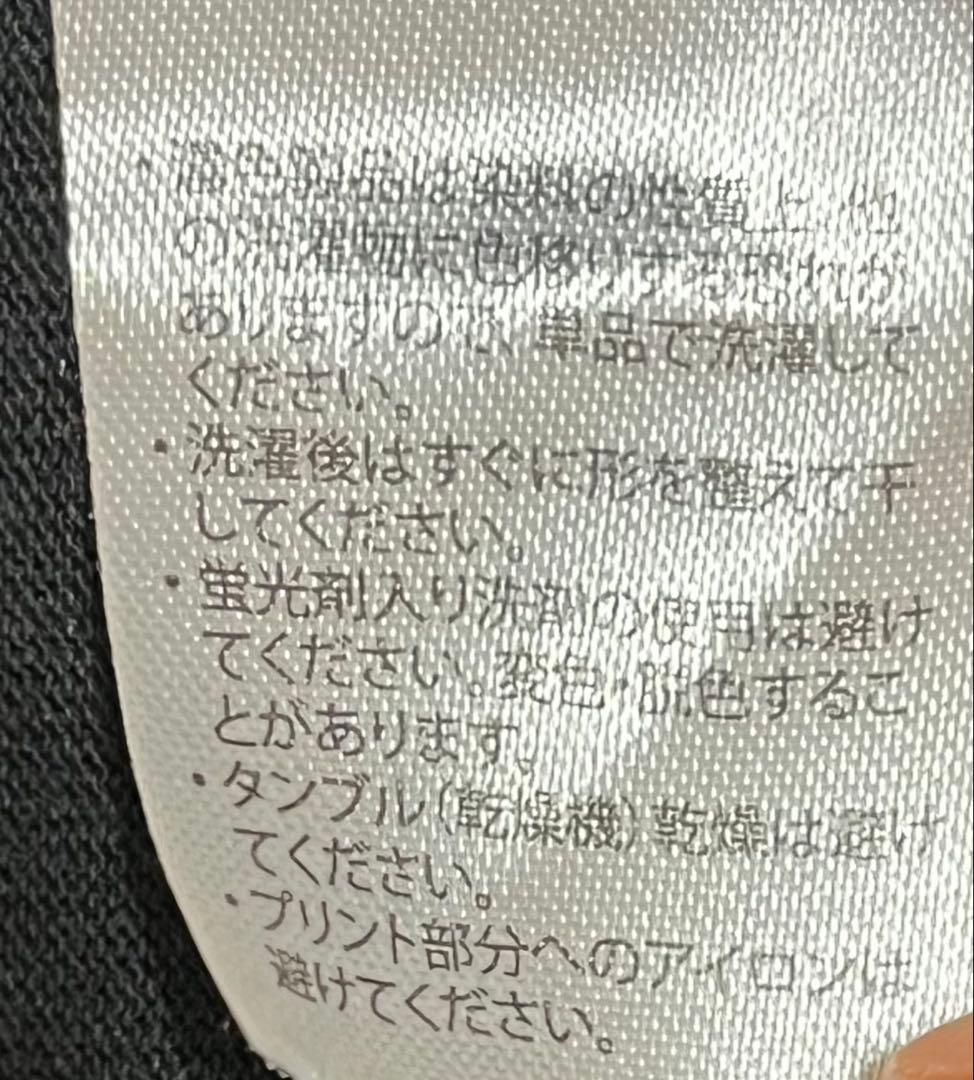 ・濃色製品は染料の性質上、他
の洗濯物に色移りする恐れが
ありますので、単品で洗濯して
ください。
・洗濯後はすぐに形を整えて干
してください。
・蛍光剤入り洗剤の使用は避け
てください。変色・脱色するこ
とがあります。
・タンブル(乾燥機)乾燥は避け
てください。
・プリント部分へのアイロンは
避けてください。